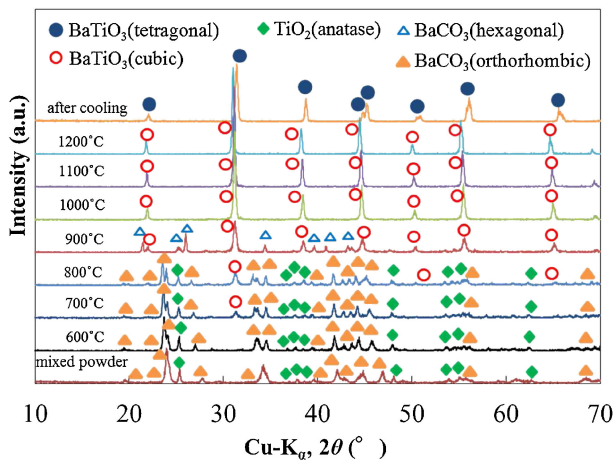 BaTiO₃(tetragonal) TiO₂(anatase) BaCO₃(hexagonal)
BaTiO₃(cubic) BaCO₃(orthorhombic)
after cooling
1200˚C
1100˚C
1000˚C
900˚C
800˚C
700˚C
600˚C
mixed powder
Intensity (a.u.)
10 20 30 40 50 60 70
Cu-Kα, 2θ (°)